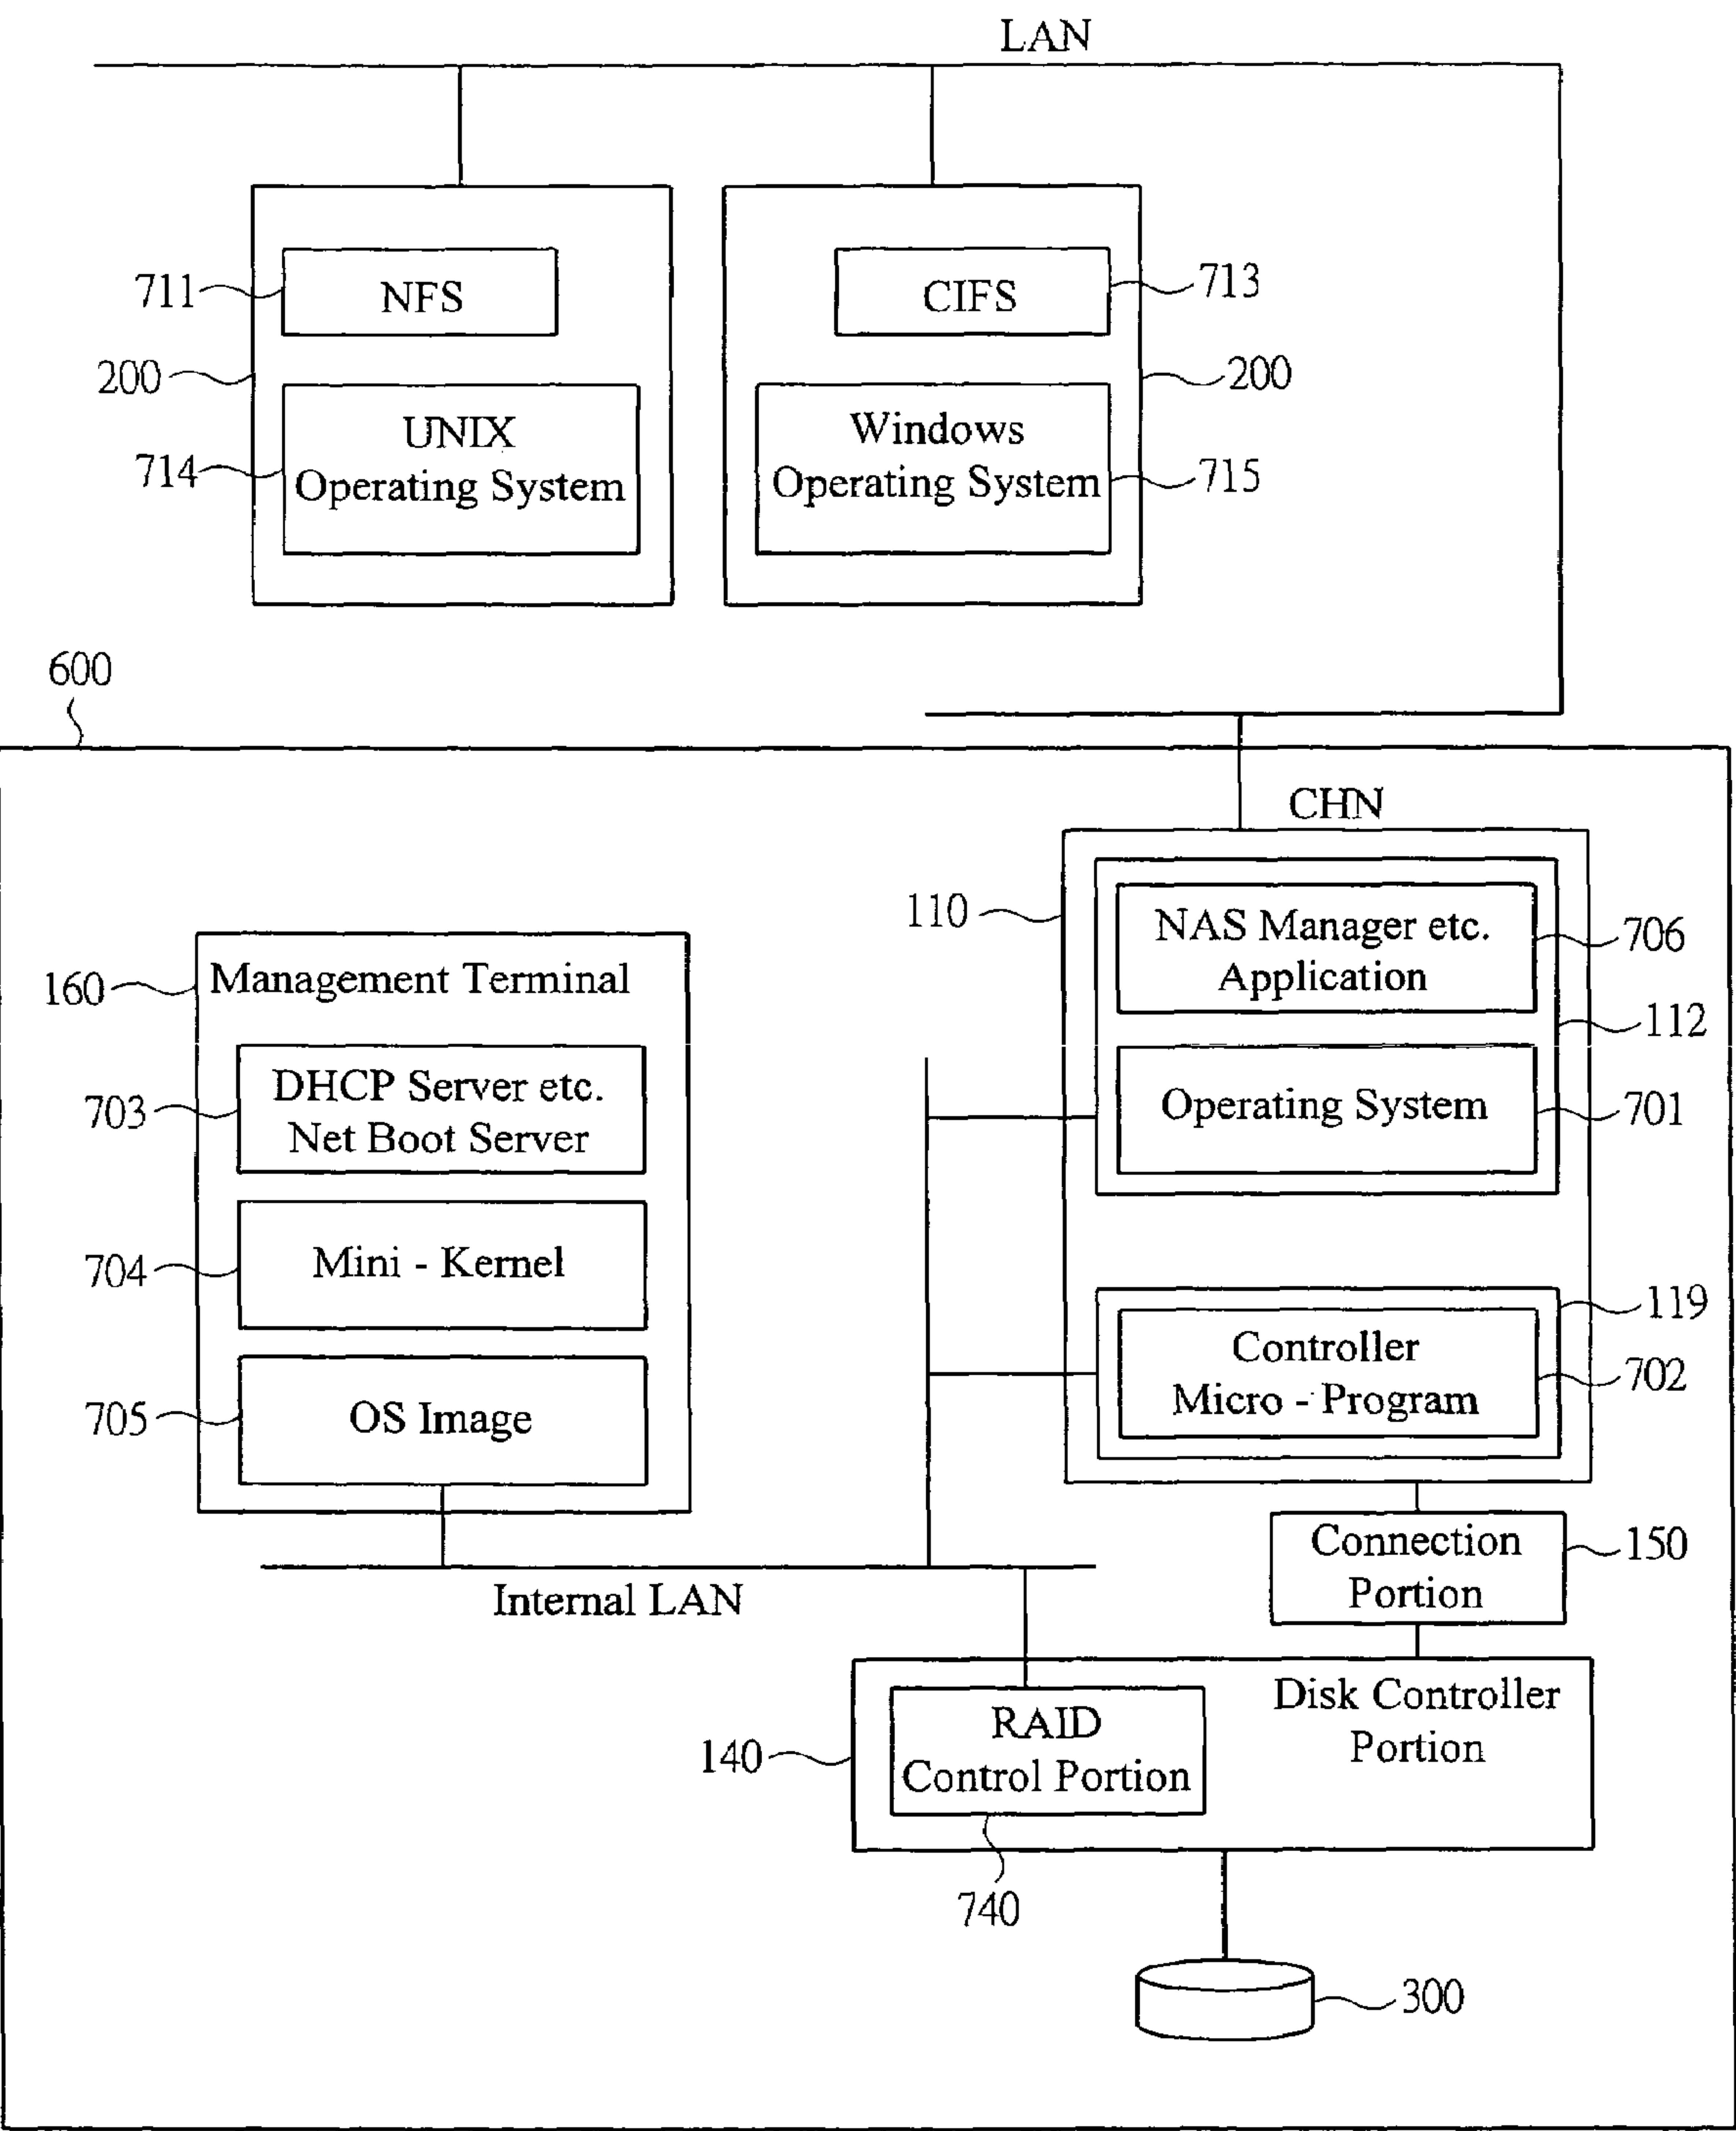 LAN
711
NFS
CIFS
713
200
200
UNIX
Operating System
714
Windows
Operating System
715
600
CHN
110
NAS Manager etc.
Application
706
112
160
Management Terminal
703
DHCP Server etc.
Net Boot Server
Operating System
701
704
Mini - Kernel
119
Controller
Micro - Program
702
705
OS Image
Connection
Portion
150
Internal LAN
Disk Controller
Portion
140
RAID
Control Portion
740
300